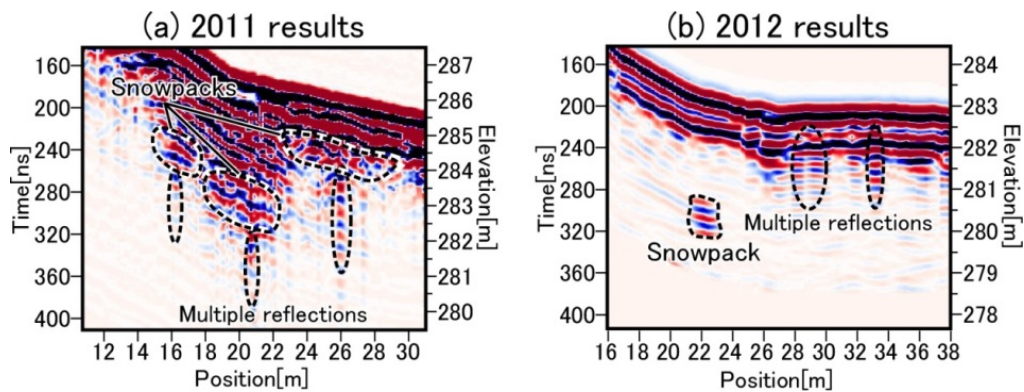 (a) 2011 results
(b) 2012 results
Snowpacks
Multiple reflections
Time[ns]
160
200
240
280
320
360
400
Elevation[m]
287
286
285
284
283
282
281
280
12 14 16 18 20 22 24 26 28 30
Position[m]
Snowpack
Multiple reflections
Time[ns]
160
200
240
280
320
360
400
Elevation[m]
284
283
282
281
280
279
278
16 18 20 22 24 26 28 30 32 34 36 38
Position[m]